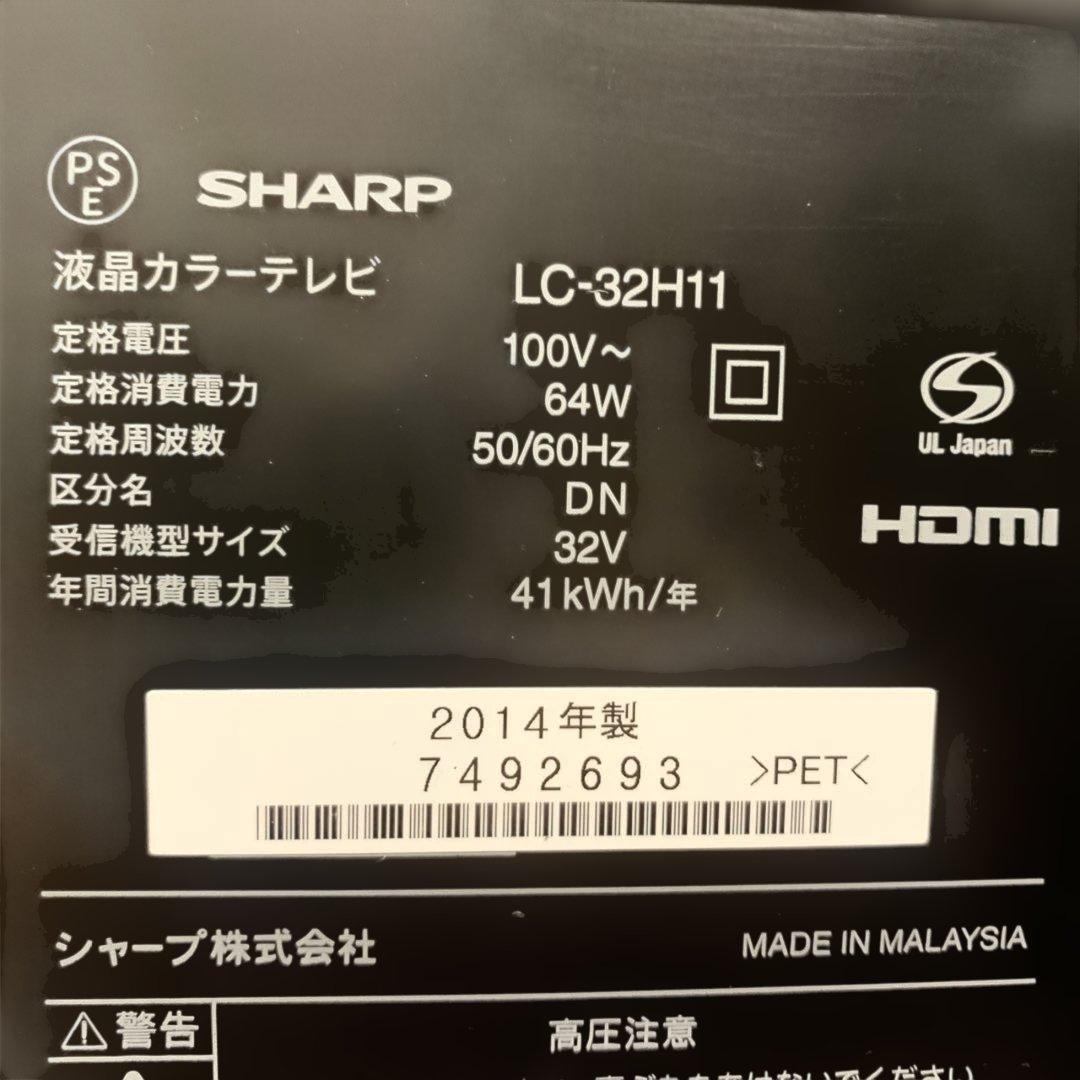 PSE SHARP
液晶カラーテレビ LC-32H11
定格電圧 100V～
定格消費電力 64W
定格周波数 50/60Hz
区分名 DN
受信機型サイズ 32V
年間消費電力量 41kWh/年
UL Japan
HDMI
2014年製
7492693 >PET<
シャープ株式会社 MADE IN MALAYSIA
警告 高圧注意